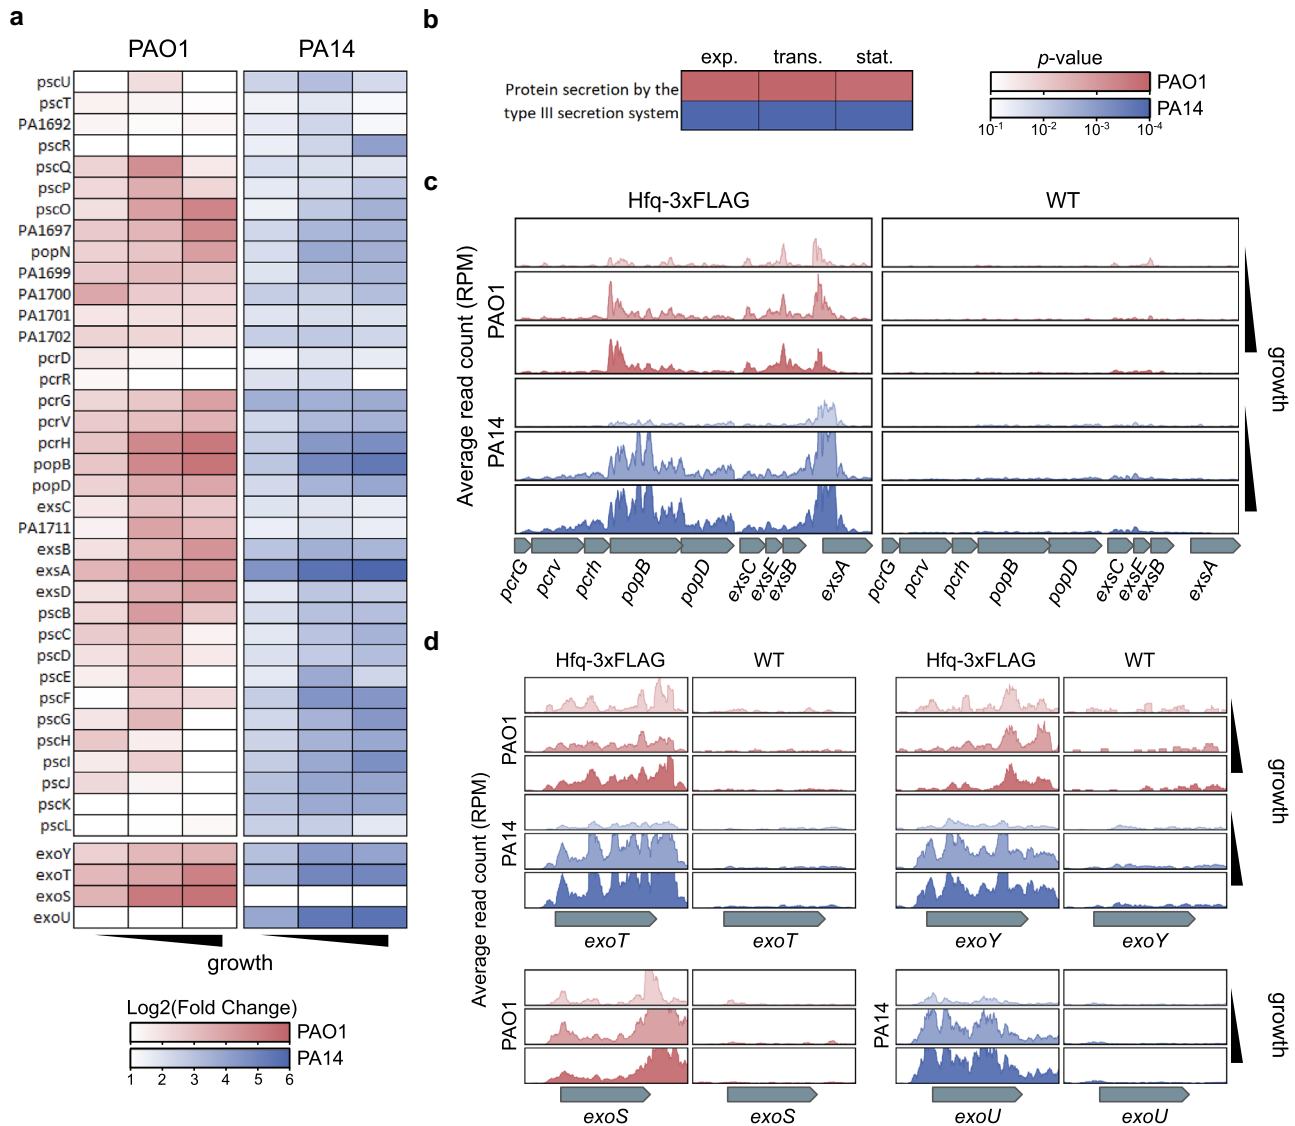 a
PAO1
PA14
pscU
pscT
PA1692
pscR
pscQ
pscP
pscO
PA1697
popN
PA1699
PA1700
PA1701
PA1702
pcrD
pcrR
pcrG
pcrV
pcrH
popB
popD
exsC
PA1711
exsB
exsA
exsD
pscB
pscC
pscD
pscE
pscF
pscG
pscH
pscI
pscJ
pscK
pscL
exoY
exoT
exoS
exoU
growth
Log2(Fold Change)
PAO1
PA14
1 2 3 4 5 6
b
exp. trans. stat.
Protein secretion by the
type III secretion system
p-value
PAO1
PA14
10-1 10-2 10-3 10-4
c
Hfq-3xFLAG
WT
Average read count (RPM)
PAO1
PA14
growth
pcrG pcrv pcrh popB popD exsC exsE exsB exsA
pcrG pcrv pcrh popB popD exsC exsE exsB exsA
d
Hfq-3xFLAG WT Hfq-3xFLAG WT
Average read count (RPM)
PAO1
PA14
growth
exoT exoT exoY exoY
PAO1
PA14
growth
exoS exoS exoU exoU